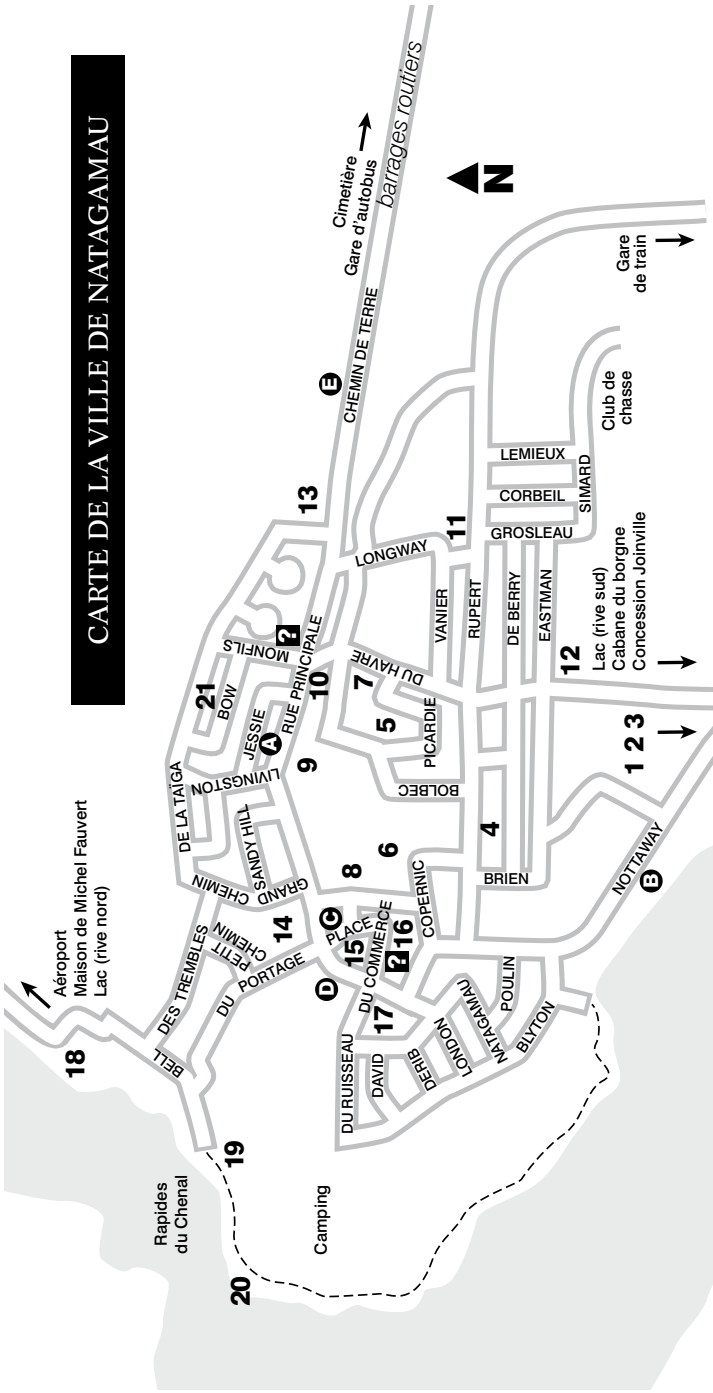 CARTE DE LA VILLE DE NATAGAMAU
Aéroport
Maison de Michel Fauvert
Lac (rive nord)
18
Rapides
du Chenal
19
20
Camping
BELL
DES TREMBLES
DU PORTAGE
PETIT
CHEMIN
14
GRAND
CHEMIN
SANDY HILL
DE LA TAÏGA
LIVINGSTON
JESSIE
BOW
21
A
MONFILS
?
RUE PRINCIPALE
13
E
CHEMIN DE TERRE
Cimetière
Gare d'autobus
barrages routiers
N
9
10
7
5
DU HAVRE
PICARDIE
BOLBEC
LONGWAY
11
VANIER
RUPERT
DE BERRY
EASTMAN
LEMIEUX
CORBEIL
GROSLEAU
SIMARD
Club de
chasse
Gare
de train
8
6
C
PLACE
15
DU COMMERCE
?
16
COPERNIC
D
17
DU RUISSEAU
DAVID
DERIB
LONDON
NATAGAMAU
POULIN
BLYTON
4
BRIEN
NOTTAWAY
B
1 2 3
12
Lac (rive sud)
Cabane du borgne
Concession Joinville